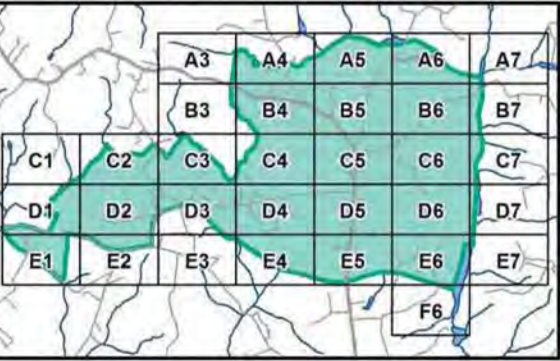 A3 A4 A5 A6 A7
B3 B4 B5 B6 B7
C1 C2 C3 C4 C5 C6 C7
D1 D2 D3 D4 D5 D6 D7
E1 E2 E3 E4 E5 E6 E7
F6